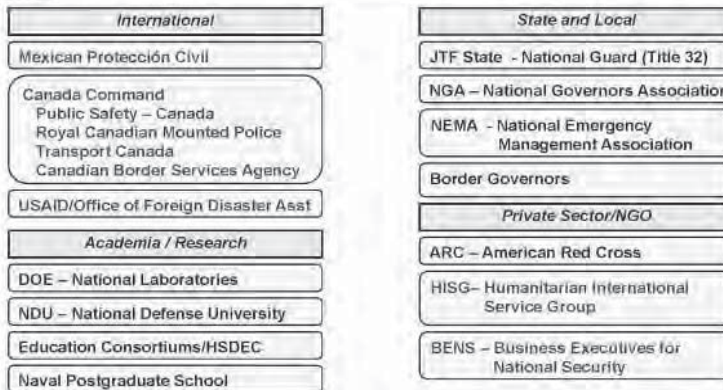 International
Mexican Protección Civil
Canada Command
Public Safety – Canada
Royal Canadian Mounted Police
Transport Canada
Canadian Border Services Agency
USAID/Office of Foreign Disaster Asst
Academia / Research
DOE – National Laboratories
NDU – National Defense University
Education Consortiums/HSDEC
Naval Postgraduate School
State and Local
JTF State - National Guard (Title 32)
NGA – National Governors Association
NEMA - National Emergency
Management Association
Border Governors
Private Sector/NGO
ARC – American Red Cross
HISG– Humanitarian International
Service Group
BENS – Business Executives for
National Security